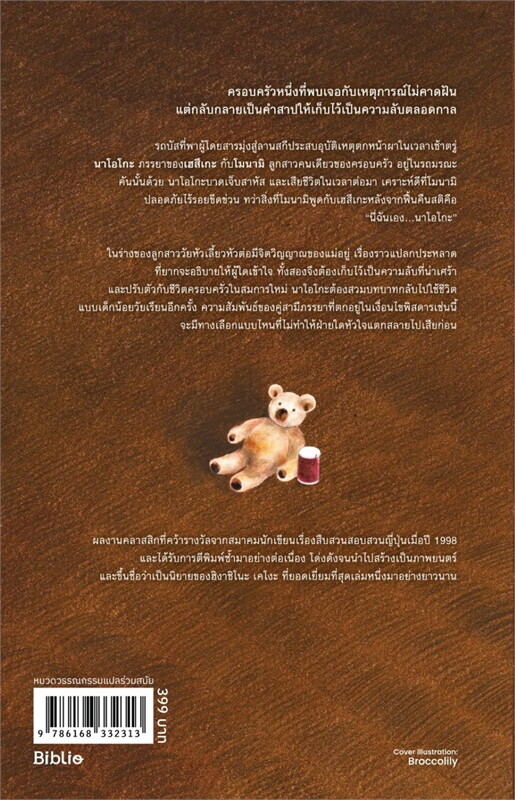 ครอบครัวหนึ่งที่พบเจอกับเหตุการณ์ไม่คาดฝัน
แต่กลับกลายเป็นคำสาปให้เก็บไว้เป็นความลับตลอดกาล
รถบัสที่พาผู้โดยสารมุ่งสู่ลานสกีประสบอุบัติเหตุตกหน้าผาในเวลาเช้าตรู่
นาโอโกะ ภรรยาของเฮสึเกะ กับโมนามิ ลูกสาวคนเดียวของครอบครัว อยู่ในรถมรณะ
คันนั้นด้วย นาโอโกะบาดเจ็บสาหัส และเสียชีวิตในเวลาต่อมา เคราะห์ดีที่โมนามิ
ปลอดภัยไร้รอยขีดข่วน ทว่าสิ่งที่โมนามิพูดกับเฮสึเกะหลังจากฟื้นคืนสติคือ
“นี่ฉันเอง...นาโอโกะ”
ในร่างของลูกสาววัยหัวเลี้ยวหัวต่อมีจิตวิญญาณของแม่อยู่ เรื่องราวแปลกประหลาด
ที่ยากจะอธิบายให้ผู้ใดเข้าใจ ทั้งสองจึงต้องเก็บไว้เป็นความลับที่น่าเศร้า
และปรับตัวกับชีวิตครอบครัวในสมการใหม่ นาโอโกะต้องสวมบทบาทกลับไปใช้ชีวิต
แบบเด็กน้อยวัยเรียนอีกครั้ง ความสัมพันธ์ของคู่สามีภรรยาที่ตกอยู่ในเงื่อนไขพิสดารเช่นนี้
จะมีทางเลือกแบบไหนที่ไม่ทำให้ฝ่ายใดหัวใจแตกสลายไปเสียก่อน
ผลงานคลาสสิกที่คว้ารางวัลจากสมาคมนักเขียนเรื่องสืบสวนสอบสวนญี่ปุ่นเมื่อปี 1998
และได้รับการตีพิมพ์ซ้ำมาอย่างต่อเนื่อง โด่งดังจนนำไปสร้างเป็นภาพยนตร์
และขึ้นชื่อว่าเป็นนิยายของฮิงาชิโนะ เคโงะ ที่ยอดเยี่ยมที่สุดเล่มหนึ่งมาอย่างยาวนาน
หมวดวรรณกรรมแปลร่วมสมัย
399 บาท
9 786168 332313
Biblio
Cover Illustration:
Broccolily